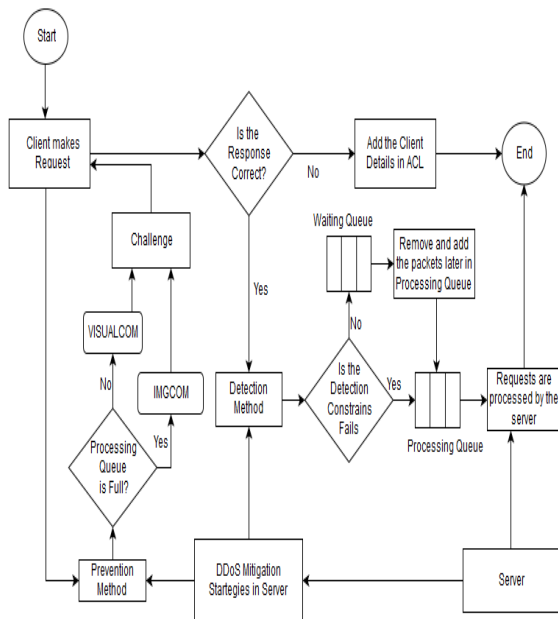 Start
Client makes
Request
Is the
Response
Correct?
No
Add the Client
Details in ACL
End
Challenge
Waiting Queue
Remove and add
the packets later in
Processing Queue
Yes
No
VISUALCOM
No
IMGCOM
Yes
Processing
Queue
is Full?
Detection
Method
Is the
Detection
Constrains
Fails
Yes
Processing Queue
Requests are
processed by the
server
Prevention
Method
DDoS Mitigation
Startegies in Server
Server